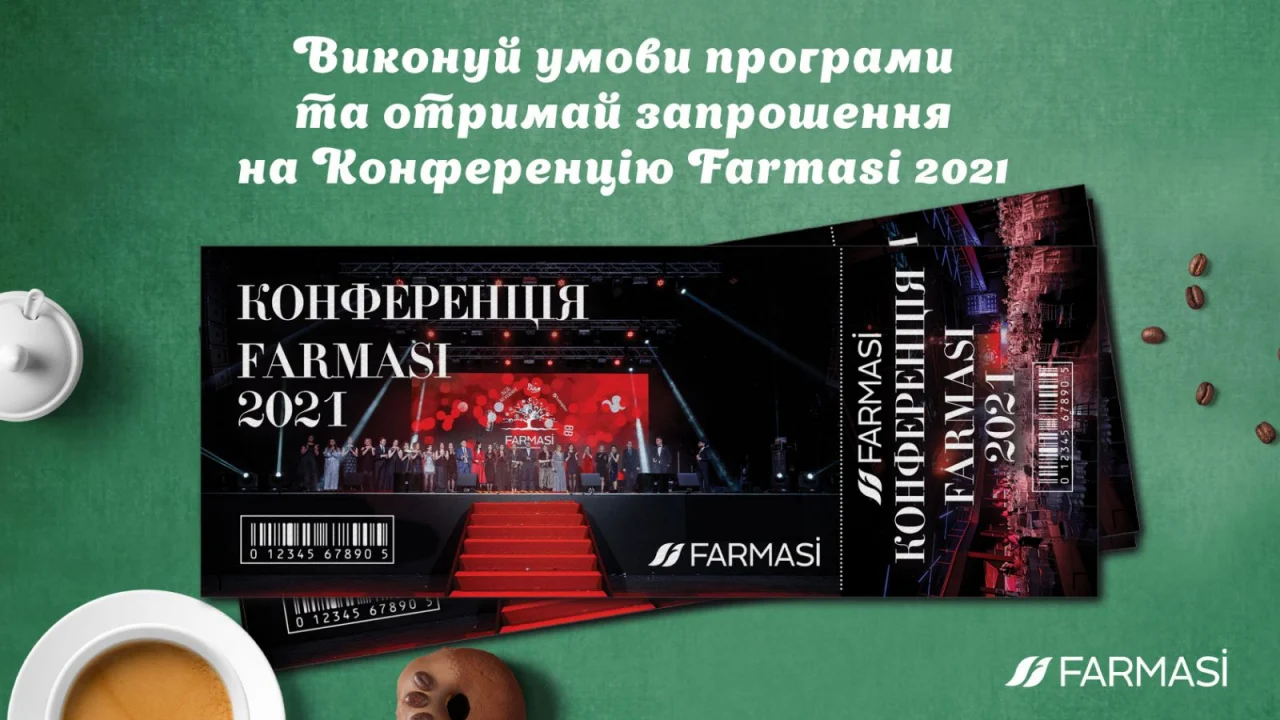 Виконуй умови програми
та отримай запрошення
на Конференцію Farmasi 2021
КОНФЕРЕНЦІЯ
FARMASI
2021
FARMASİ
0 12345 67890 5
FARMASİ
FARMASİ
КОНФЕРЕНЦІЯ
FARMASI
2021
0 12345 67890 5
0 12345 67890 5
FARMASİ